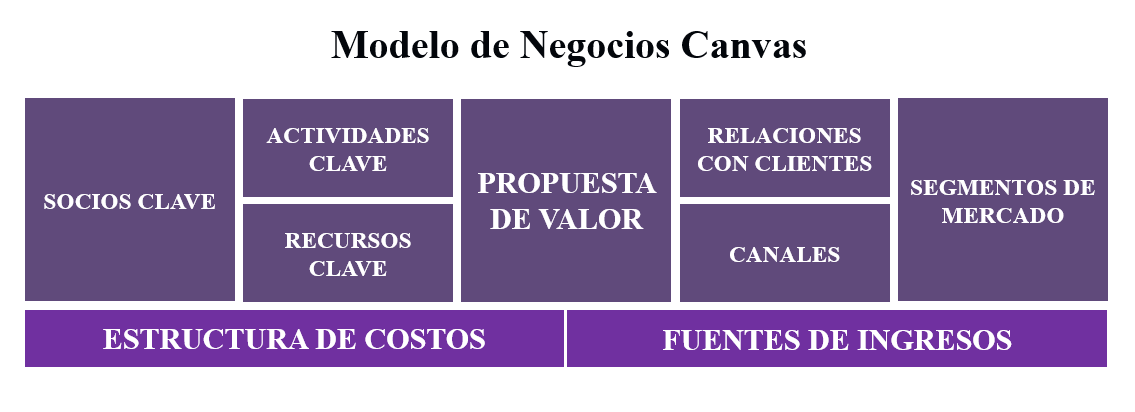 Modelo de Negocios Canvas
SOCIOS CLAVE
ACTIVIDADES
CLAVE
RECURSOS
CLAVE
PROPUESTA
DE VALOR
RELACIONES
CON CLIENTES
CANALES
SEGMENTOS DE
MERCADO
ESTRUCTURA DE COSTOS
FUENTES DE INGRESOS